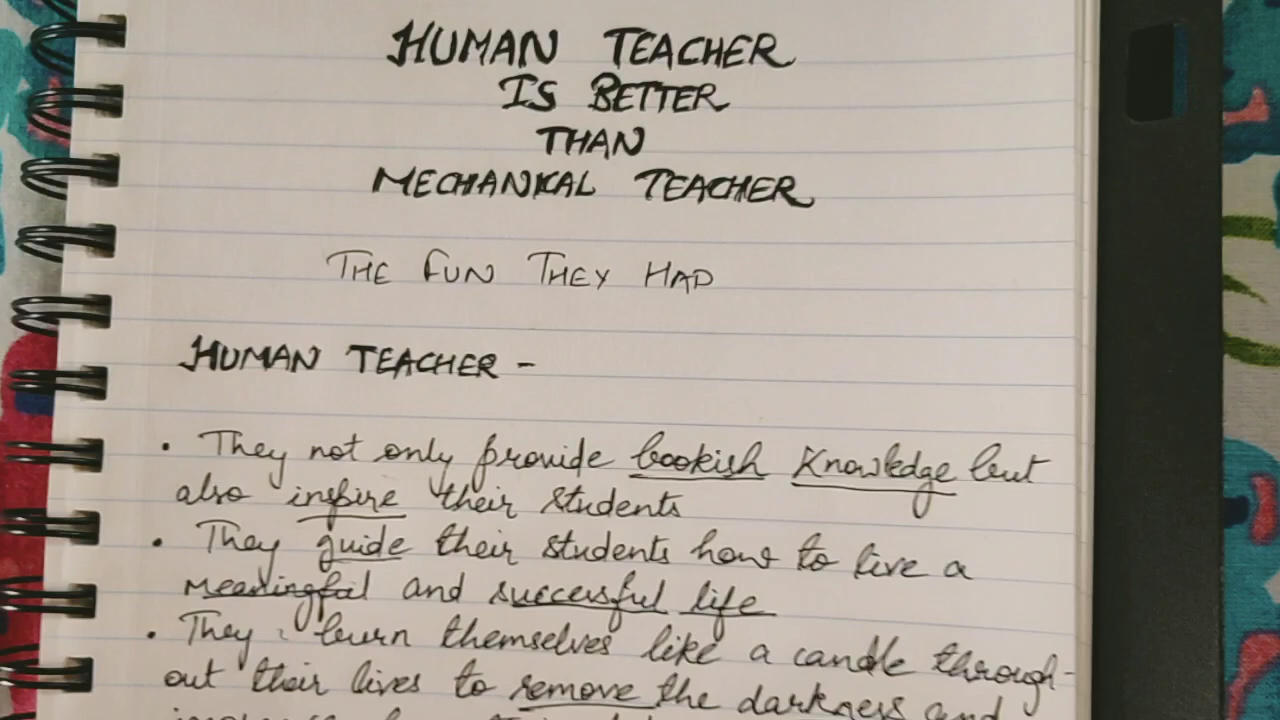 HUMAN TEACHER
IS BETTER
THAN
MECHANICAL TEACHER
THE FUN THEY HAD
HUMAN TEACHER -
• They not only provide bookish Knowledge but
also inspire their students
• They guide their students how to live a
meaningful and successful life
• They burn themselves like a candle through-
out their lives to remove the darkness and